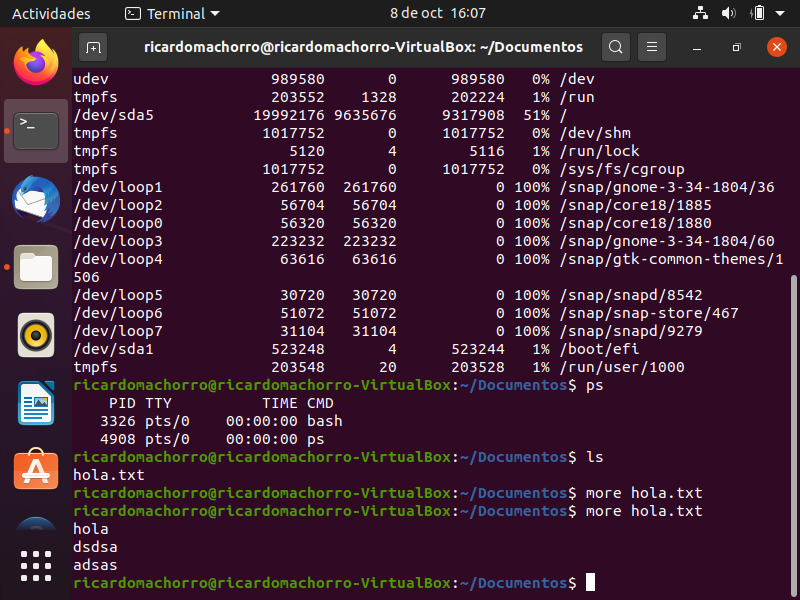 Actividades Terminal 8 de oct 16:07
ricardomachorro@ricardomachorro-VirtualBox: ~/Documentos
udev 989580 0 989580 0% /dev
tmpfs 203552 1328 202224 1% /run
/dev/sda5 19992176 9635676 9317908 51% /
tmpfs 1017752 0 1017752 0% /dev/shm
tmpfs 5120 4 5116 1% /run/lock
tmpfs 1017752 0 1017752 0% /sys/fs/cgroup
/dev/loop1 261760 261760 0 100% /snap/gnome-3-34-1804/36
/dev/loop2 56704 56704 0 100% /snap/core18/1885
/dev/loop0 56320 56320 0 100% /snap/core18/1880
/dev/loop3 223232 223232 0 100% /snap/gnome-3-34-1804/60
/dev/loop4 63616 63616 0 100% /snap/gtk-common-themes/1
506
/dev/loop5 30720 30720 0 100% /snap/snapd/8542
/dev/loop6 51072 51072 0 100% /snap/snap-store/467
/dev/loop7 31104 31104 0 100% /snap/snapd/9279
/dev/sda1 523248 4 523244 1% /boot/efi
tmpfs 203548 20 203528 1% /run/user/1000
ricardomachorro@ricardomachorro-VirtualBox:~/Documentos$ ps
PID TTY TIME CMD
3326 pts/0 00:00:00 bash
4908 pts/0 00:00:00 ps
ricardomachorro@ricardomachorro-VirtualBox:~/Documentos$ ls
hola.txt
ricardomachorro@ricardomachorro-VirtualBox:~/Documentos$ more hola.txt
ricardomachorro@ricardomachorro-VirtualBox:~/Documentos$ more hola.txt
hola
dsdsa
adsas
ricardomachorro@ricardomachorro-VirtualBox:~/Documentos$